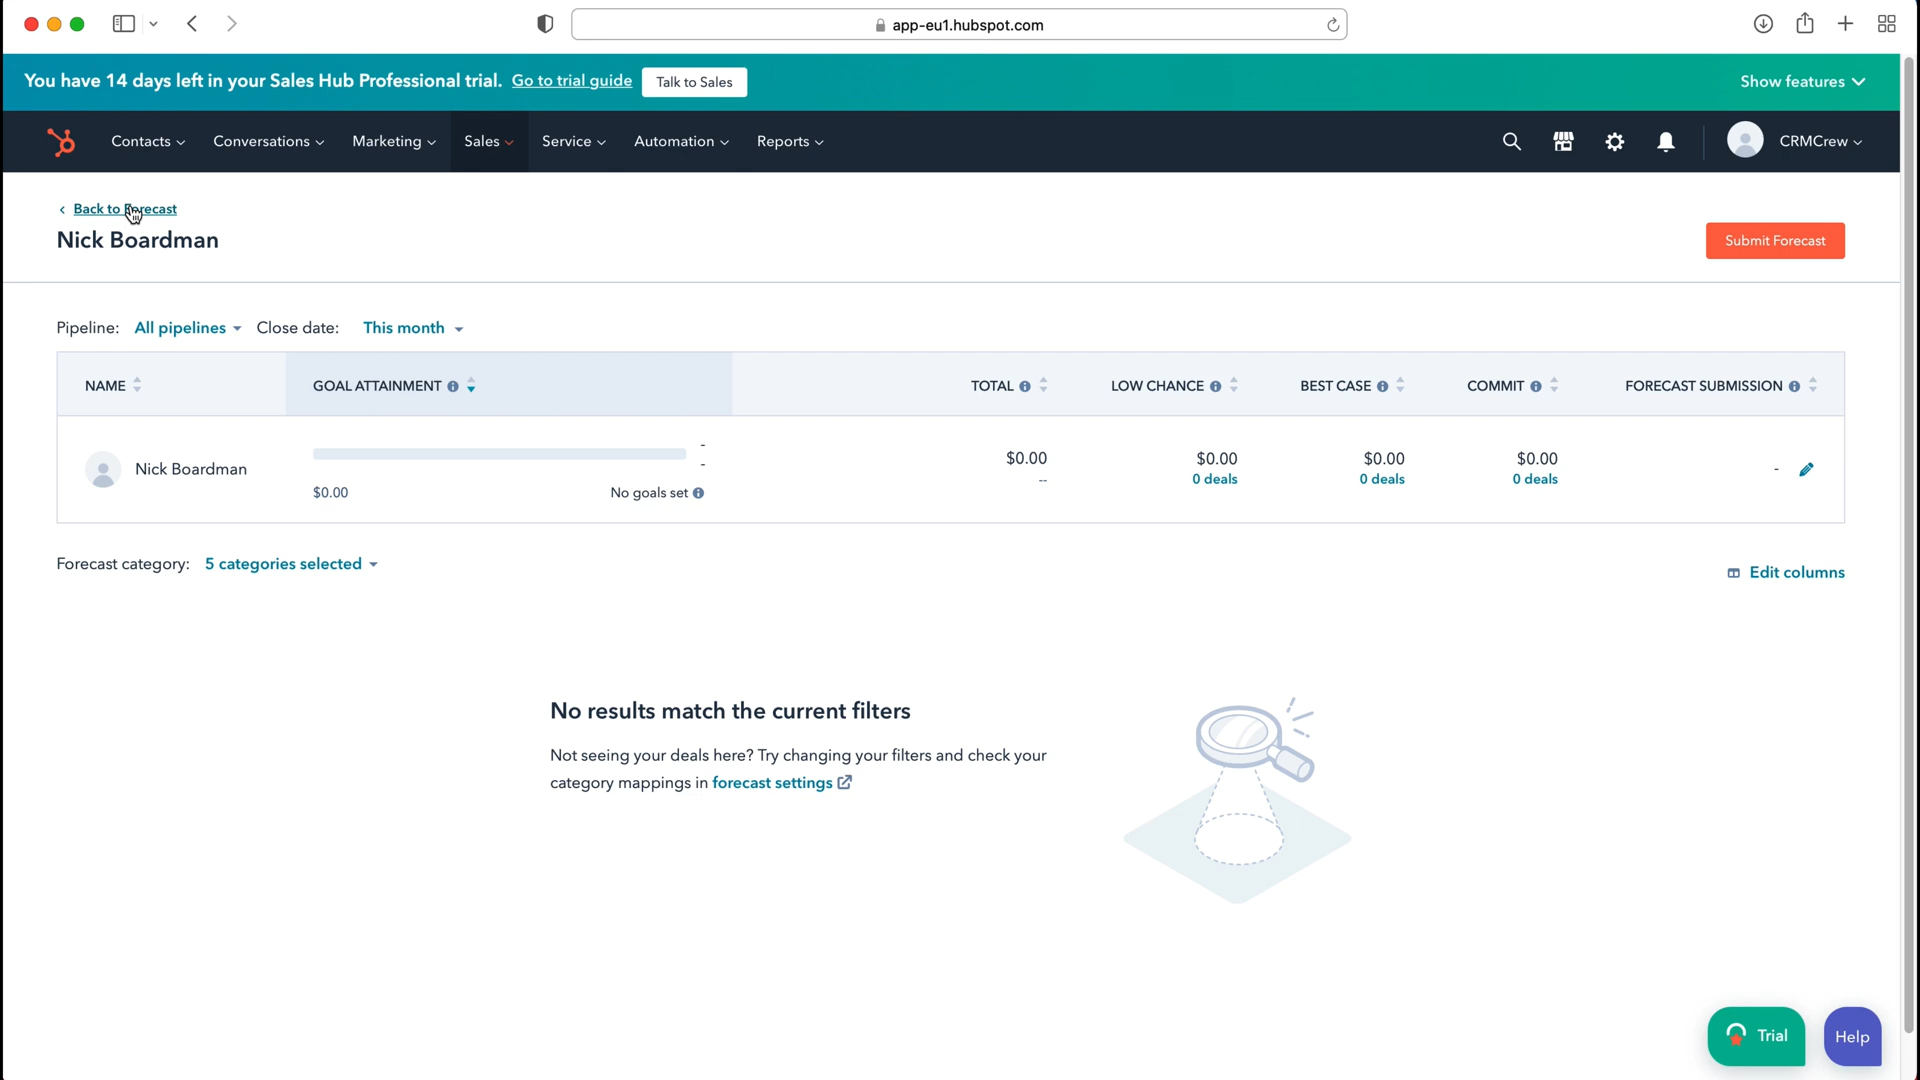 app-eu1.hubspot.com
You have 14 days left in your Sales Hub Professional trial. Go to trial guide Talk to Sales Show features
Contacts Conversations Marketing Sales Service Automation Reports CRMCrew
Back to Forecast
Nick Boardman
Submit Forecast
Pipeline: All pipelines Close date: This month
NAME GOAL ATTAINMENT TOTAL LOW CHANCE BEST CASE COMMIT FORECAST SUBMISSION
-
$0.00 $0.00 $0.00 $0.00
Nick Boardman - -
-- 0 deals 0 deals 0 deals
$0.00 No goals set
Forecast category: 5 categories selected
Edit columns
No results match the current filters
Not seeing your deals here? Try changing your filters and check your
category mappings in forecast settings
Trial Help